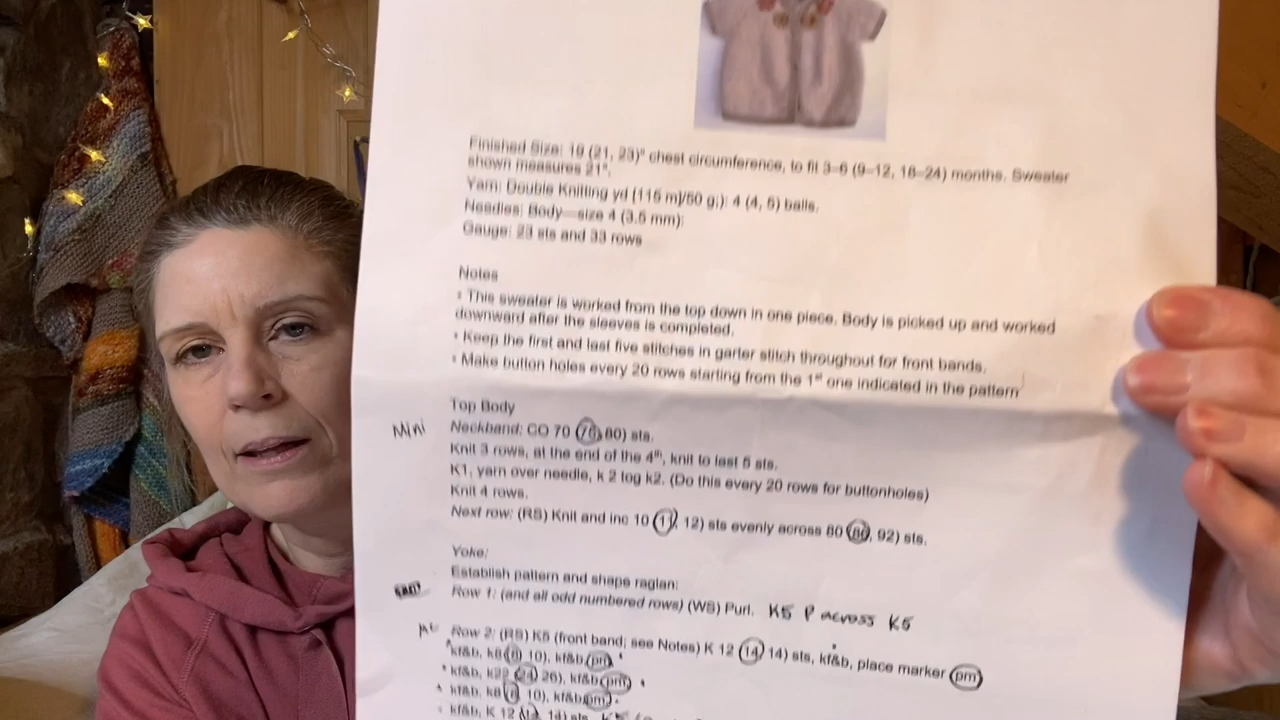 Finished Size: 19 (21, 23)" chest circumference, to fit 3-6 (9-12, 18-24) months. Sweater
shown measures 21".
Yarn: Double Knitting yd (115 m)/50 g;): 4 (4, 5) balls.
Needles: Body—size 4 (3.5 mm):
Gauge: 23 sts and 33 rows
Notes
• This sweater is worked from the top down in one piece. Body is picked up and worked
downward after the sleeves is completed.
• Keep the first and last five stitches in garter stitch throughout for front bands.
• Make button holes every 20 rows starting from the 1st one indicated in the pattern
Top Body
Mini Neckband: CO 70 (76, 80) sts.
Knit 3 rows, at the end of the 4th, knit to last 5 sts.
K1, yarn over needle, k 2 tog k2. (Do this every 20 rows for buttonholes)
Knit 4 rows.
Next row: (RS) Knit and inc 10 (11, 12) sts evenly across 80 (86, 92) sts.
Yoke:
Establish pattern and shape raglan:
Row 1: (and all odd numbered rows) (WS) Purl. K5 P across K5
Row 2: (RS) K5 (front band; see Notes) K 12 (14, 14) sts, kf&b, place marker pm
kf&b, k8 (8, 10), kf&b (pm)
kf&b, k22 (24, 26), kf&b (pm)
kf&b, k8 (8, 10), kf&b pm
kf&b, K 12 14) sts K5